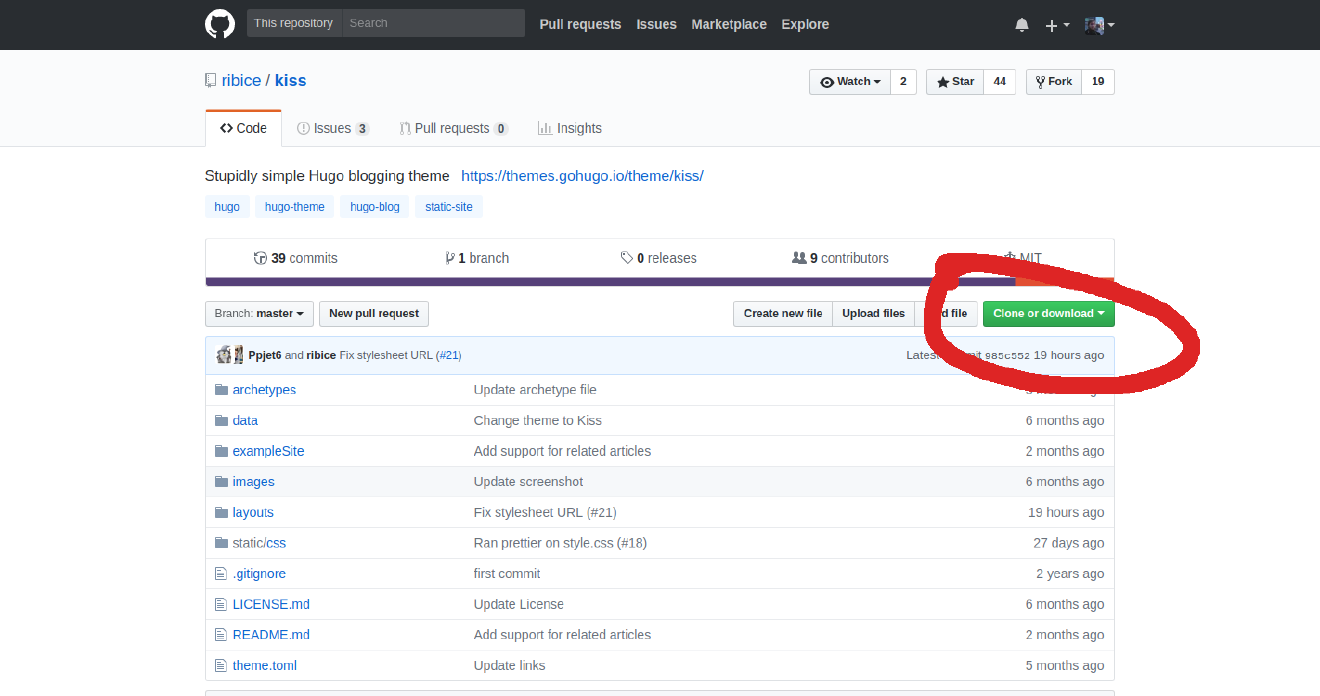 This repository Search Pull requests Issues Marketplace Explore
ribice / kiss Watch 2 Star 44 Fork 19
Code Issues 3 Pull requests 0 Insights
Stupidly simple Hugo blogging theme https://themes.gohugo.io/theme/kiss/
hugo hugo-theme hugo-blog static-site
39 commits 1 branch 0 releases 9 contributors MIT
Branch: master New pull request Create new file Upload files file Clone or download
Ppjet6 and ribice Fix stylesheet URL (#21) Latest 985c552 19 hours ago
archetypes Update archetype file
data Change theme to Kiss 6 months ago
exampleSite Add support for related articles 2 months ago
images Update screenshot 6 months ago
layouts Fix stylesheet URL (#21) 19 hours ago
static/css Ran prettier on style.css (#18) 27 days ago
.gitignore first commit 2 years ago
LICENSE.md Update License 6 months ago
README.md Add support for related articles 2 months ago
theme.toml Update links 5 months ago